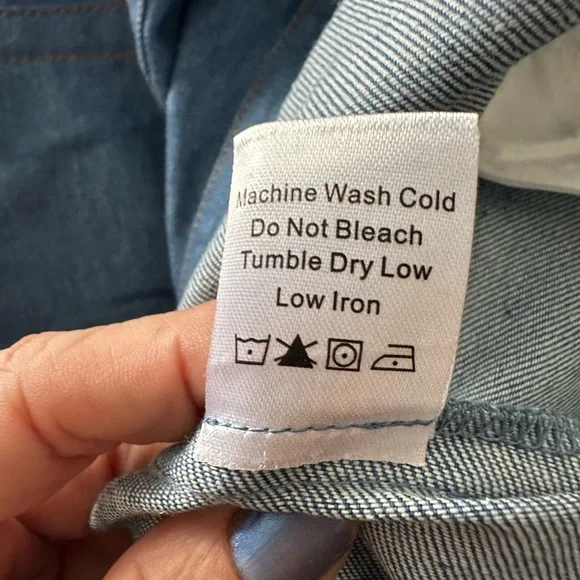 Machine Wash Cold
Do Not Bleach
Tumble Dry Low
Low Iron